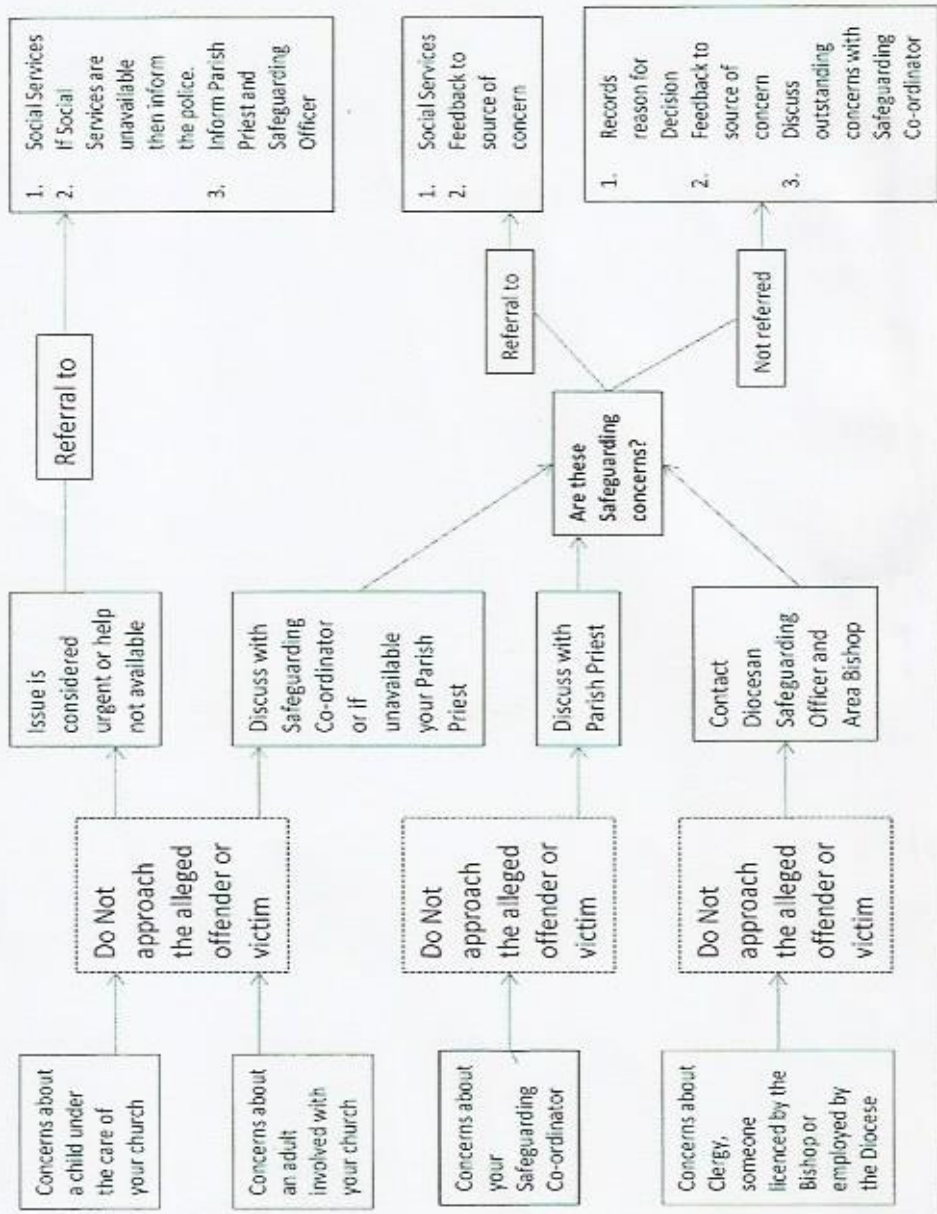 Concerns about
a child under
the care of
your church
Concerns about
an adult
involved with
your church
Concerns about
your
Safeguarding
Co-ordinator
Concerns about
Clergy,
someone
licenced by the
Bishop or
employed by
the Diocese
Do Not
approach
the alleged
offender or
victim
Do Not
approach
the alleged
offender or
victim
Do Not
approach
the alleged
offender or
victim
Issue is
considered
urgent or help
not available
Discuss with
Safeguarding
Co-ordinator
or if
unavailable
your Parish
Priest
Discuss with
Parish Priest
Contact
Diocesan
Safeguarding
Officer and
Area Bishop
Are these
Safeguarding
concerns?
Referral to
Referral to
Not referred
1. Social Services
2. If Social
Services are
unavailable
then inform
the police.
3. Inform Parish
Priest and
Safeguarding
Officer
1. Social Services
2. Feedback to
source of
concern
1. Records
reason for
Decision
2. Feedback to
source of
concern
3. Discuss
outstanding
concerns with
Safeguarding
Co-ordinator